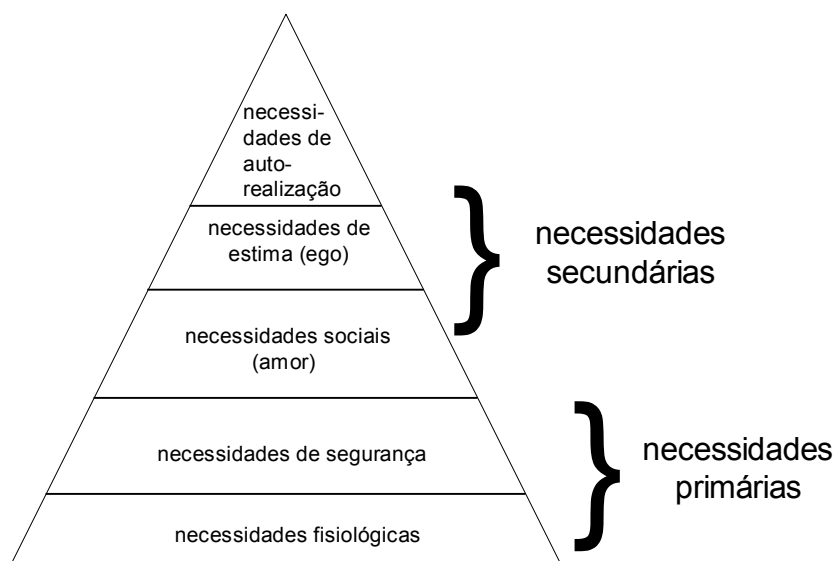 necessi-
dades de
auto-
realização
necessidades de
estima (ego)
necessidades
secundárias
necessidades sociais
(amor)
necessidades de segurança
necessidades
primárias
necessidades fisiológicas